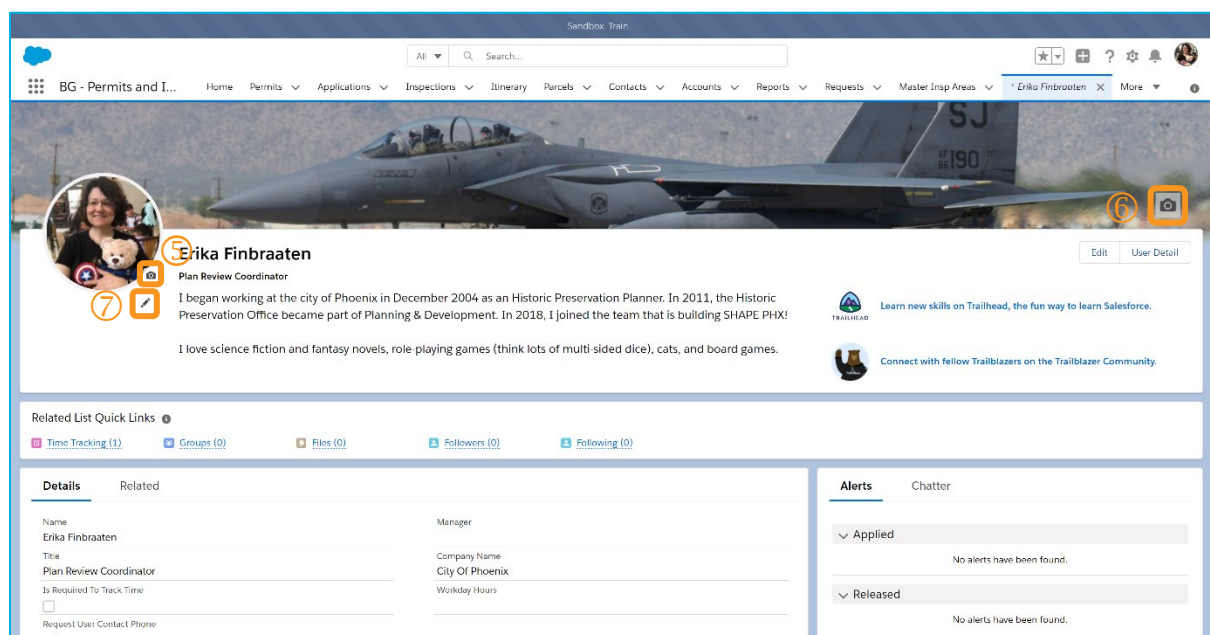 Sandbox: Train
All
Search...
BG - Permits and I...
Home
Permits
Applications
Inspections
Itinerary
Parcels
Contacts
Accounts
Reports
Requests
Master Insp Areas
* Erika Finbraaten
More
SJ
AF
86 190
⑥
⑤
Erika Finbraaten
Edit
User Detail
Plan Review Coordinator
⑦
I began working at the city of Phoenix in December 2004 as an Historic Preservation Planner. In 2011, the Historic
Preservation Office became part of Planning & Development. In 2018, I joined the team that is building SHAPE PHX!
I love science fiction and fantasy novels, role-playing games (think lots of multi-sided dice), cats, and board games.
TRAILHEAD
Learn new skills on Trailhead, the fun way to learn Salesforce.
Connect with fellow Trailblazers on the Trailblazer Community.
Related List Quick Links
Time Tracking (1)
Groups (0)
Files (0)
Followers (0)
Following (0)
Details
Related
Name
Erika Finbraaten
Manager
Title
Plan Review Coordinator
Company Name
City Of Phoenix
Is Required To Track Time
Workday Hours
Request User Contact Phone
Alerts
Chatter
Applied
No alerts have been found.
Released
No alerts have been found.